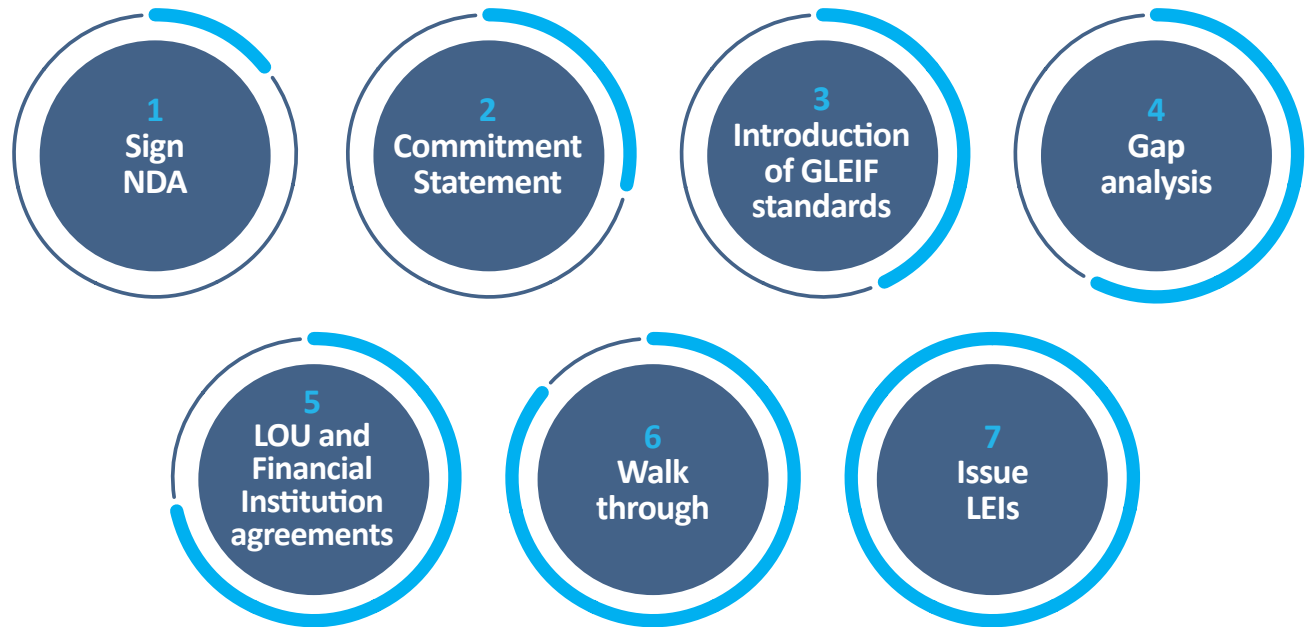 1
Sign
NDA
2
Commitment
Statement
3
Introduction
of GLEIF
standards
4
Gap
analysis
5
LOU and
Financial
Institution
agreements
6
Walk
through
7
Issue
LEIs